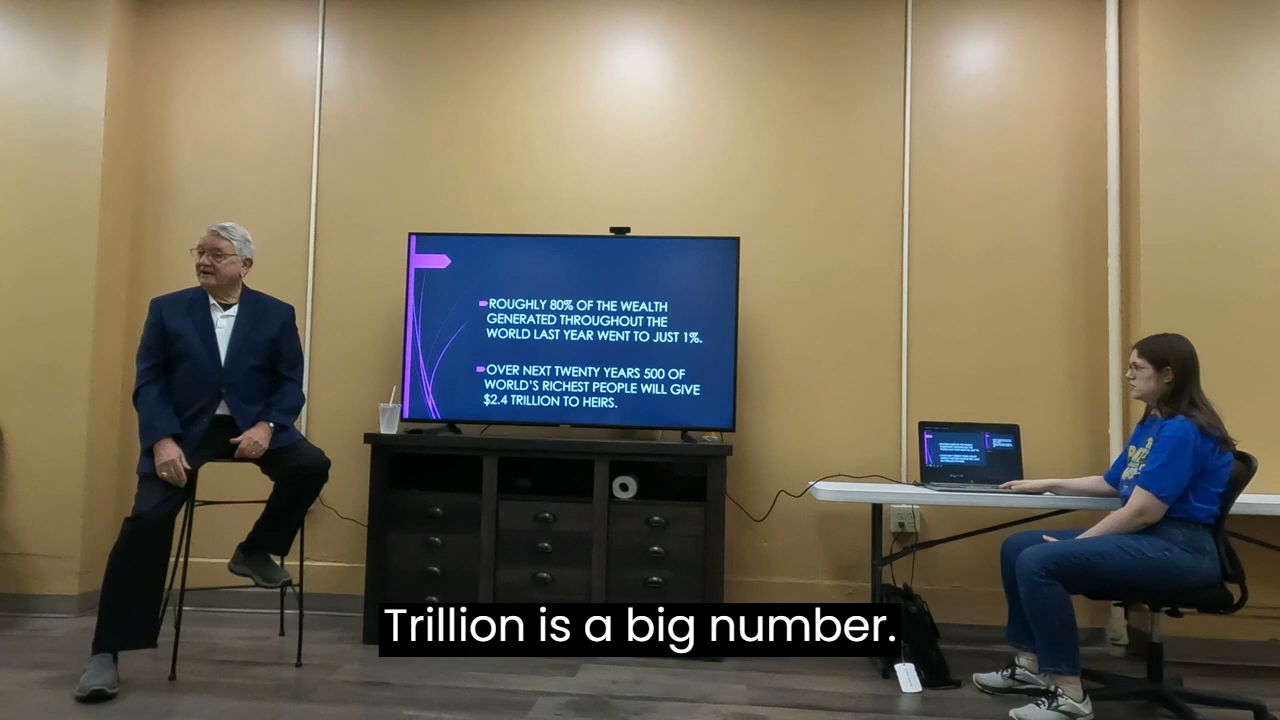 ROUGHLY 80% OF THE WEALTH
GENERATED THROUGHOUT THE
WORLD LAST YEAR WENT TO JUST 1%.
OVER NEXT TWENTY YEARS 500 OF
WORLD'S RICHEST PEOPLE WILL GIVE
$2.4 TRILLION TO HEIRS.
Trillion is a big number.